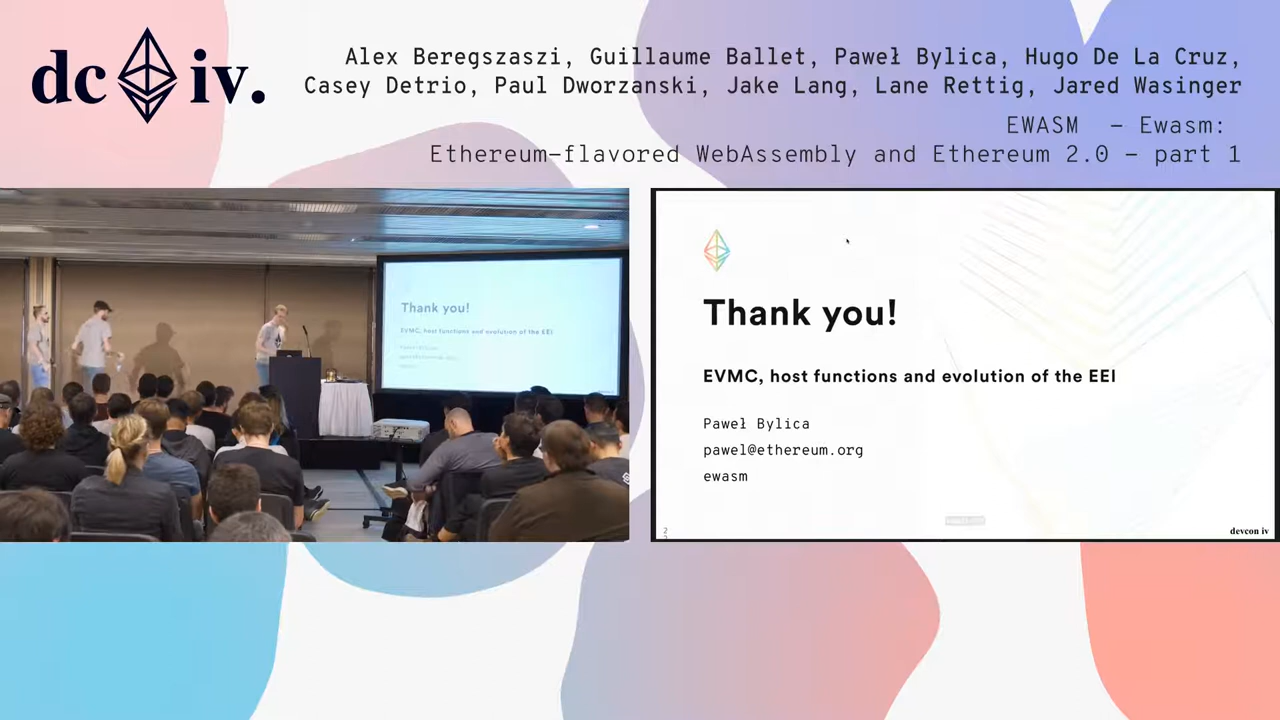 dc iv.
Alex Beregszaszi, Guillaume Ballet, Paweł Bylica, Hugo De La Cruz,
Casey Detrio, Paul Dworzanski, Jake Lang, Lane Rettig, Jared Wasinger
EWASM - Ewasm:
Ethereum-flavored WebAssembly and Ethereum 2.0 - part 1
Thank you!
EVMC, host functions and evolution of the EEI
Thank you!
EVMC, host functions and evolution of the EEI
Paweł Bylica
pawel@ethereum.org
ewasm
devcon iv